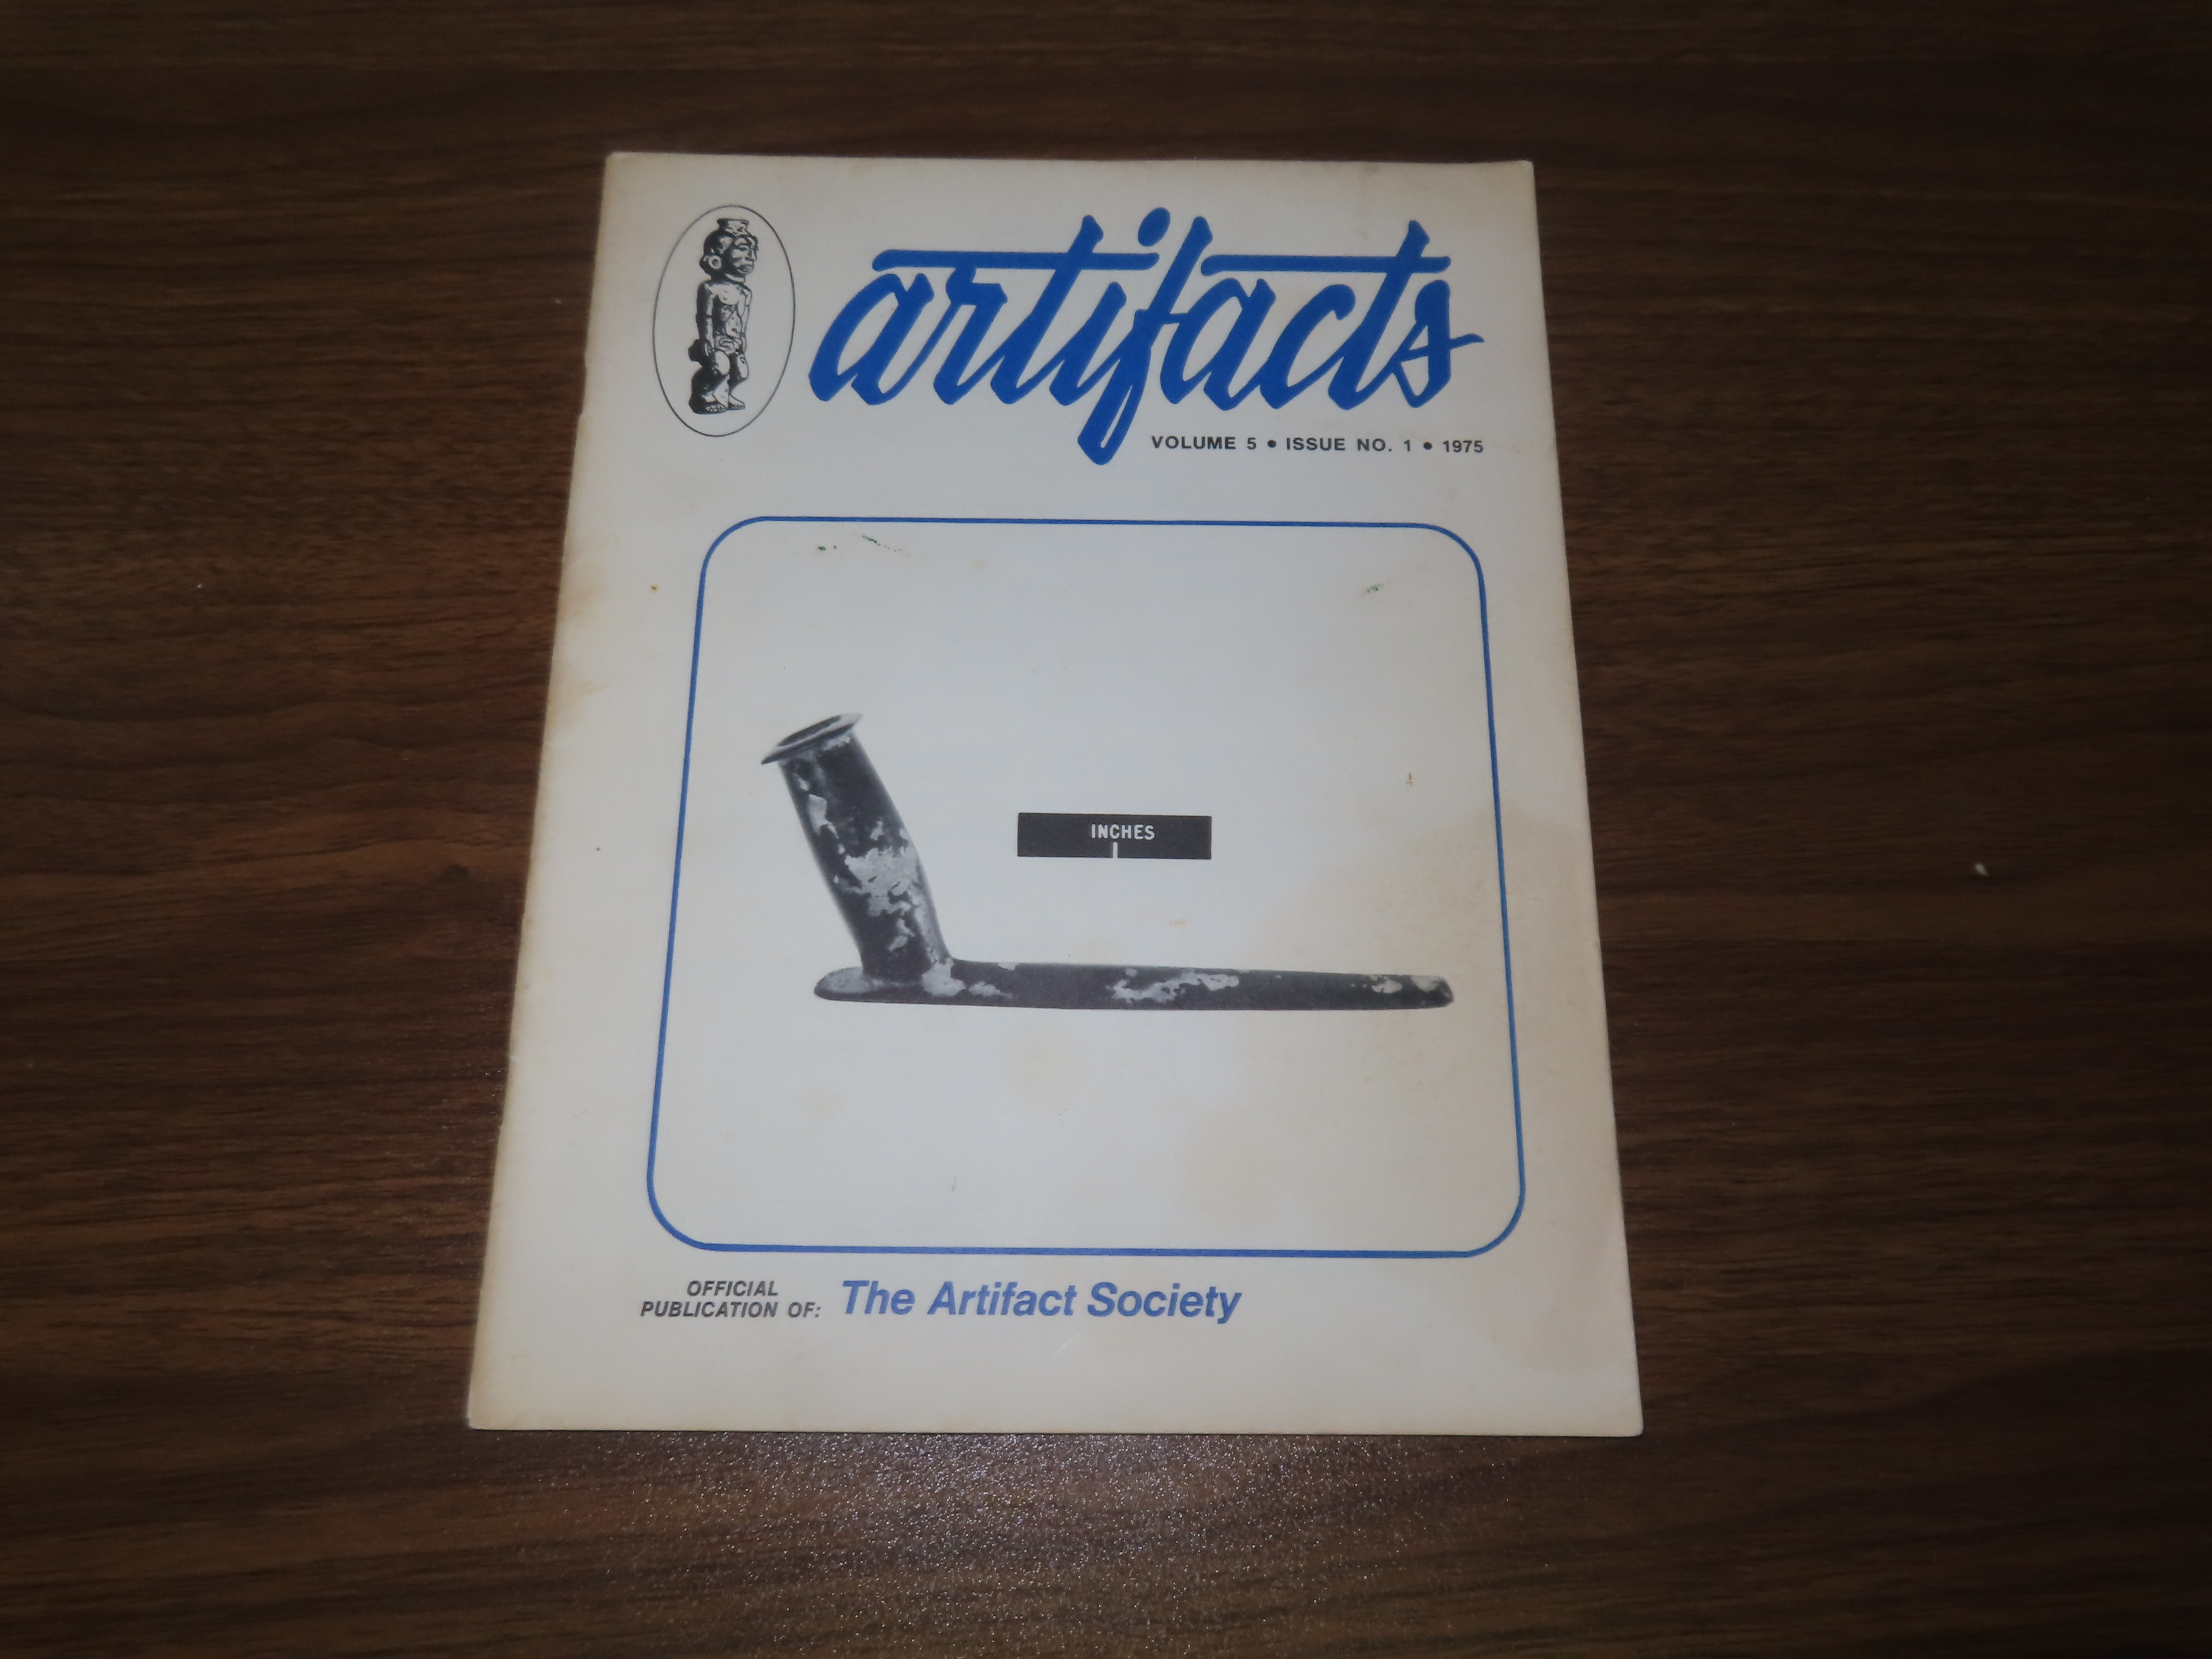 artifacts
VOLUME 5 • ISSUE NO. 1 • 1975
INCHES
OFFICIAL
PUBLICATION OF: The Artifact Society